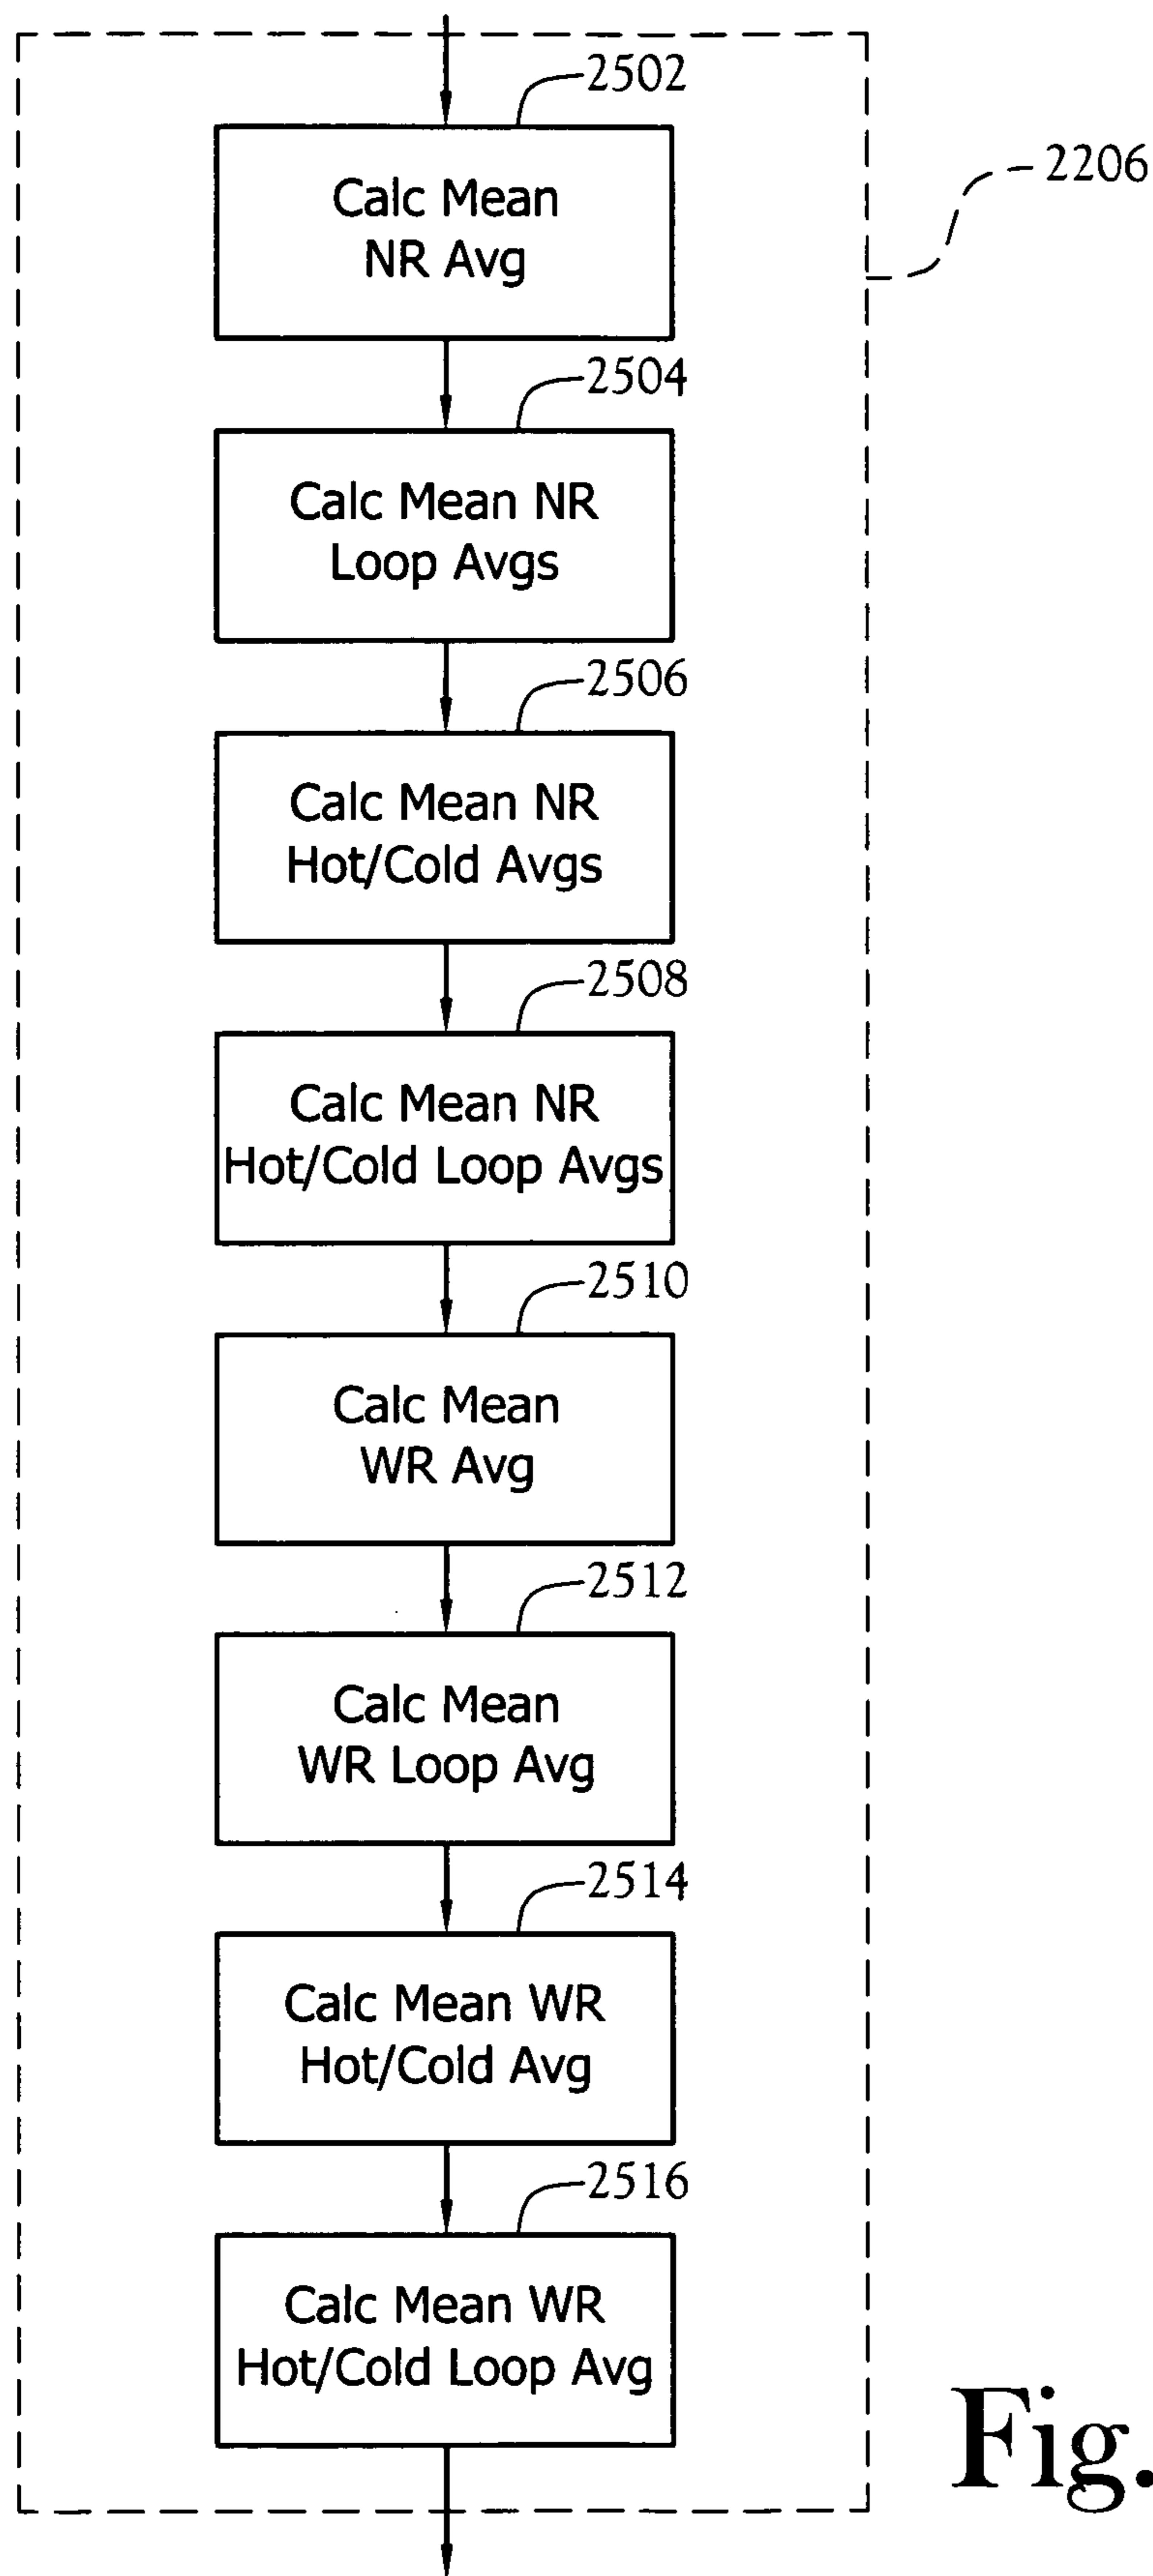 2502
2206
Calc Mean
NR Avg
2504
Calc Mean NR
Loop Avgs
2506
Calc Mean NR
Hot/Cold Avgs
2508
Calc Mean NR
Hot/Cold Loop Avgs
2510
Calc Mean
WR Avg
2512
Calc Mean
WR Loop Avg
2514
Calc Mean WR
Hot/Cold Avg
2516
Calc Mean WR
Hot/Cold Loop Avg
Fig.